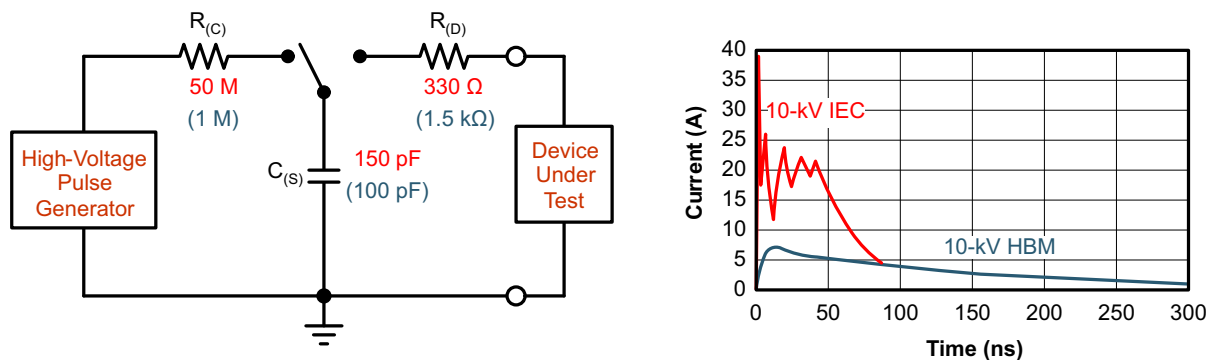 R(C)
50 M
(1 M)
R(D)
330 Ω
(1.5 kΩ)
High-Voltage
Pulse
Generator
C(S)
150 pF
(100 pF)
Device
Under
Test
Current (A)
40
35
30
25
20
15
10
5
0
10-kV IEC
10-kV HBM
0
50
100
150
200
250
300
Time (ns)